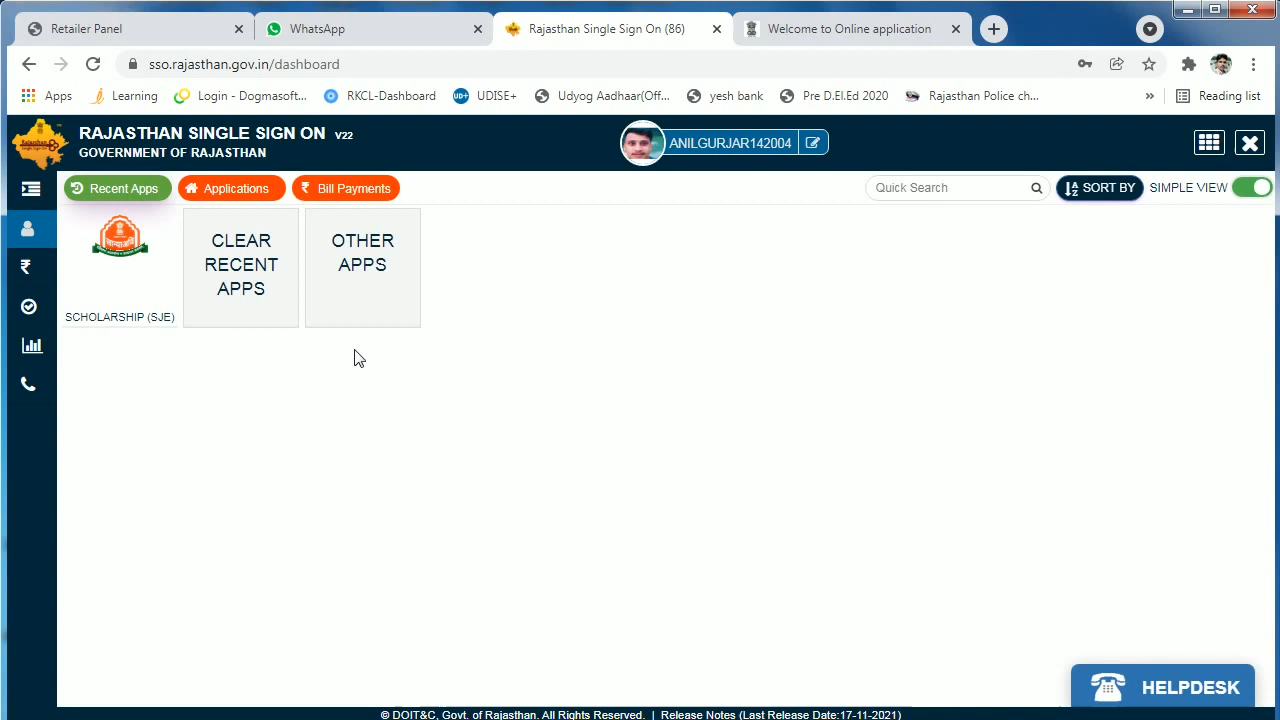 Retailer Panel
WhatsApp
Rajasthan Single Sign On (86)
Welcome to Online application
sso.rajasthan.gov.in/dashboard
Apps
Learning
Login - Dogmasoft...
RKCL-Dashboard
UD+
UDISE+
Udyog Aadhaar(Off...
yesh bank
Pre D.El.Ed 2020
Rajasthan Police ch...
»
Reading list
RAJASTHAN SINGLE SIGN ON V22
GOVERNMENT OF RAJASTHAN
ANILGURJAR142004
Recent Apps
Applications
₹ Bill Payments
Quick Search
SORT BY
SIMPLE VIEW
SCHOLARSHIP (SJE)
CLEAR
RECENT
APPS
OTHER
APPS
₹
HELPDESK
© DOIT&C, Govt. of Rajasthan. All Rights Reserved. | Release Notes (Last Release Date:17-11-2021)